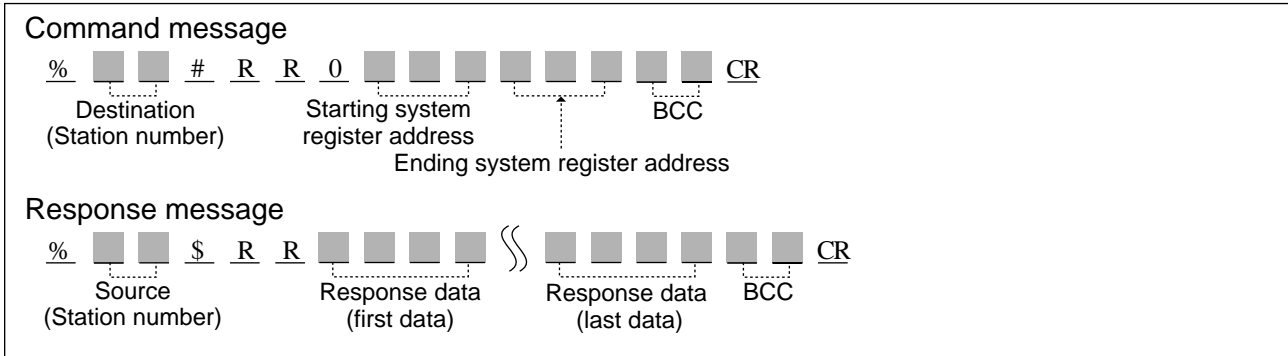 Command message
% # R R 0 CR
Destination Starting system BCC
(Station number) register address
Ending system register address
Response message
% $ R R CR
Source Response data Response data BCC
(Station number) (first data) (last data)